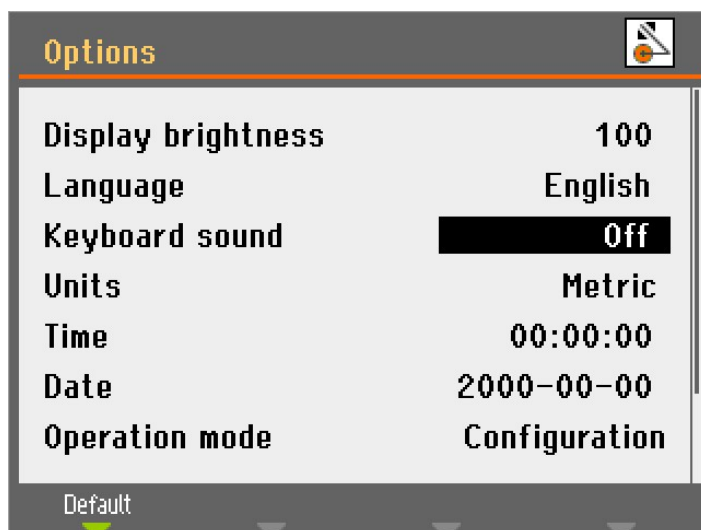 Options
Display brightness 100
Language English
Keyboard sound Off
Units Metric
Time 00:00:00
Date 2000-00-00
Operation mode Configuration
Default